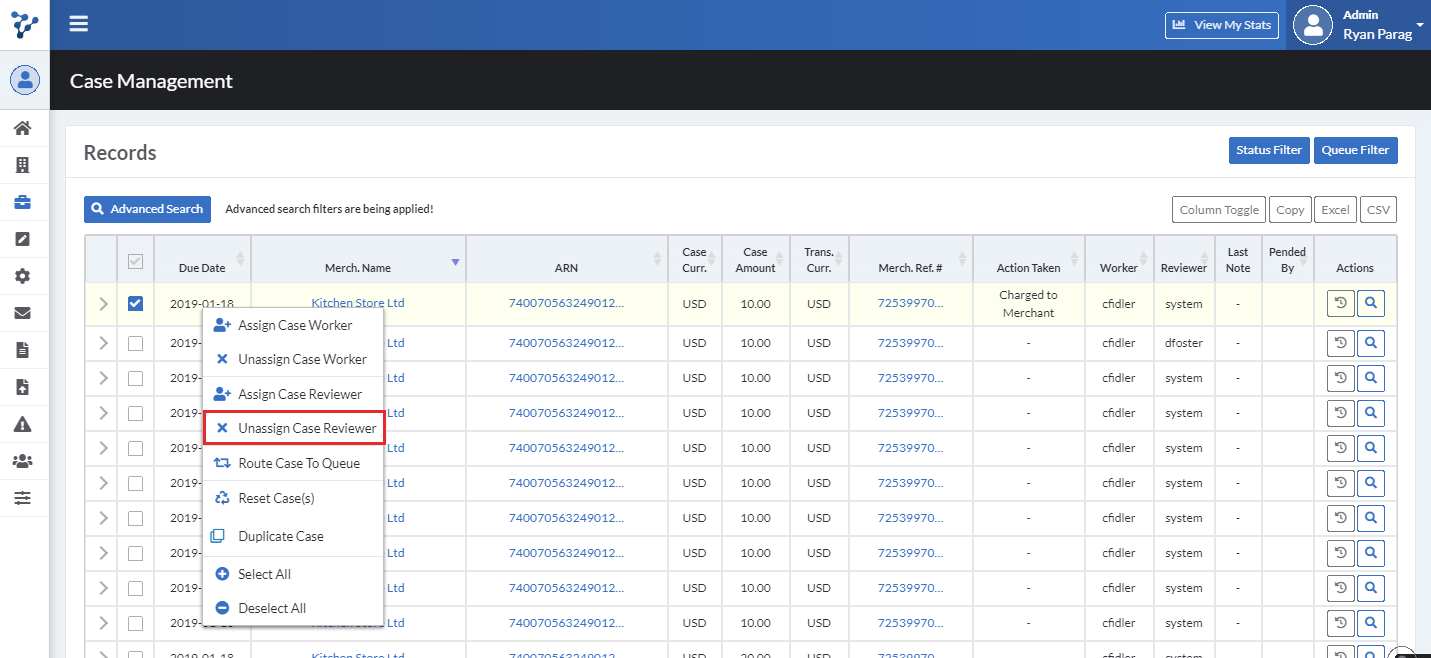 View My Stats
Admin
Ryan Parag
Case Management
Records
Status Filter
Queue Filter
Advanced Search
Advanced search filters are being applied!
Column Toggle
Copy
Excel
CSV
Due Date Merch. Name ARN Case Curr. Case Amount Trans. Curr. Merch. Ref. # Action Taken Worker Reviewer Last Note Pended By Actions
2019-01-18 Kitchen Store Ltd 740070563249012... USD 10.00 USD 72539970... Charged to Merchant cfidler system -
2019- Ltd 740070563249012... USD 10.00 USD 72539970... - cfidler dfoster -
2019- Ltd 740070563249012... USD 10.00 USD 72539970... - cfidler system -
2019- Ltd 740070563249012... USD 10.00 USD 72539970... - cfidler system -
2019- Ltd 740070563249012... USD 10.00 USD 72539970... - cfidler system -
2019- Ltd 740070563249012... USD 10.00 USD 72539970... - cfidler system -
2019- Ltd 740070563249012... USD 10.00 USD 72539970... - cfidler system -
2019- Ltd 740070563249012... USD 10.00 USD 72539970... - cfidler system -
2019- Ltd 740070563249012... USD 10.00 USD 72539970... - cfidler system -
2019- Ltd 740070563249012... USD 10.00 USD 72539970... - cfidler system -
2019-01-18 Kitchen Store Ltd 740070563249012... USD 20.00 USD 72539970... - cfidler system -
Assign Case Worker
Unassign Case Worker
Assign Case Reviewer
Unassign Case Reviewer
Route Case To Queue
Reset Case(s)
Duplicate Case
Select All
Deselect All